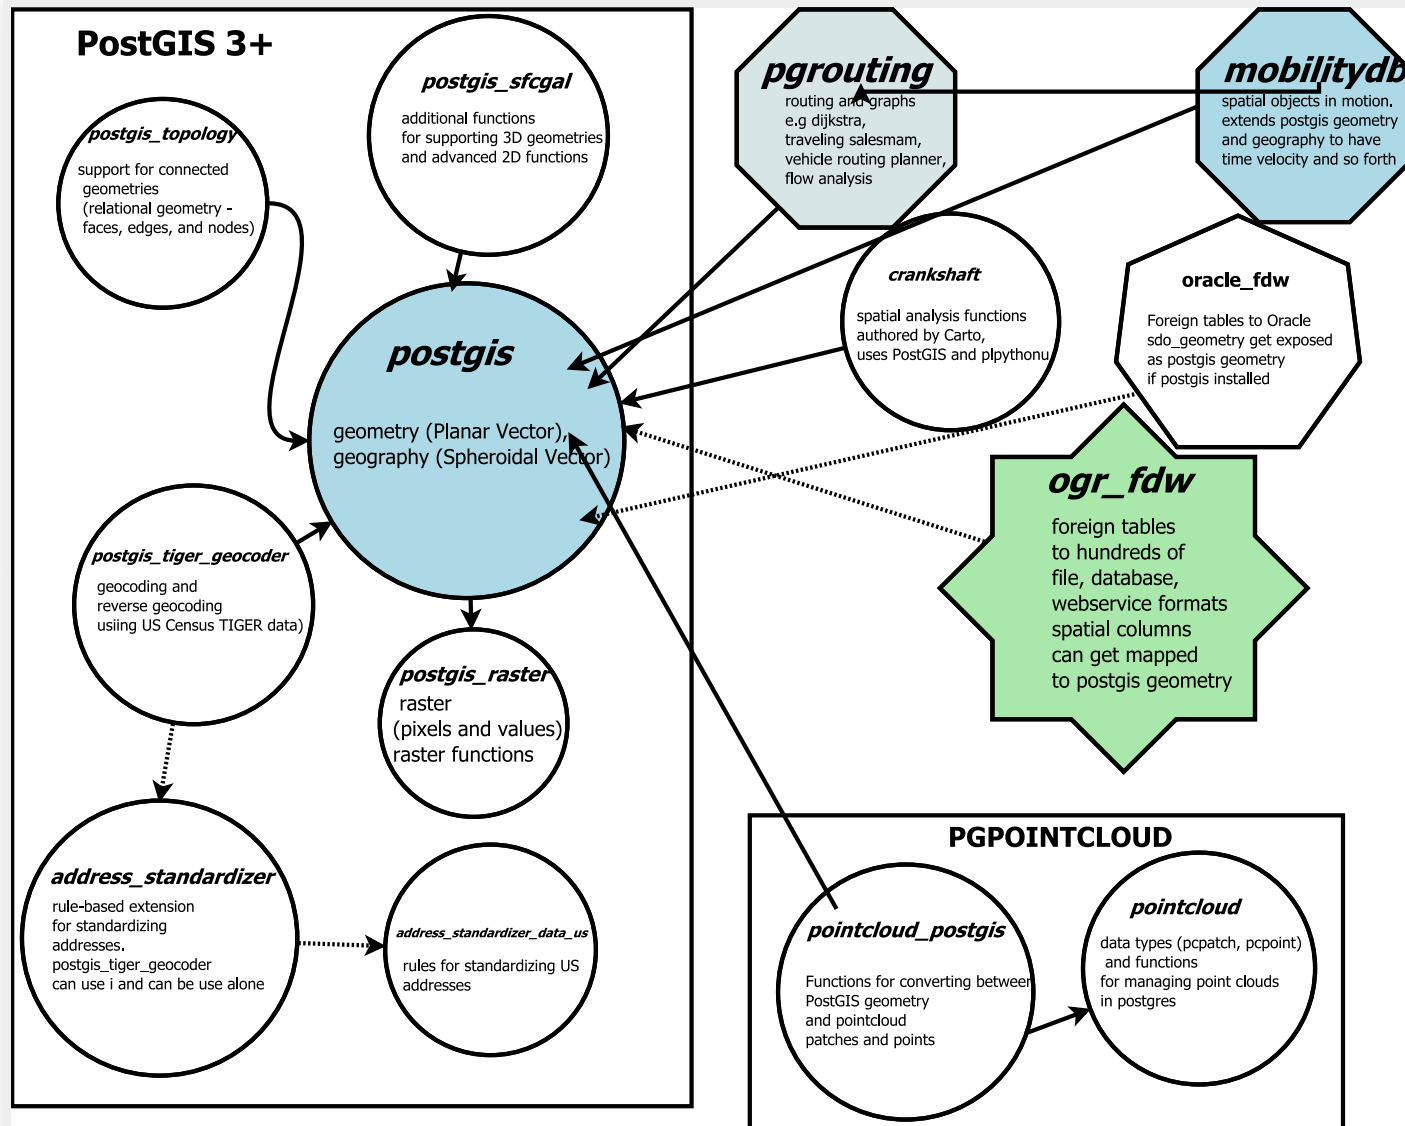 PostGIS 3+
postgis_sfcgal
additional functions
for supporting 3D geometries
and advanced 2D functions
postgis_topology
support for connected
geometries
(relational geometry -
faces, edges, and nodes)
postgis
geometry (Planar Vector),
geography (Spheroidal Vector)
postgis_tiger_geocoder
geocoding and
reverse geocoding
usiing US Census TIGER data)
postgis_raster
raster
(pixels and values)
raster functions
address_standardizer
rule-based extension
for standardizing
addresses.
postgis_tiger_geocoder
can use i and can be use alone
address_standardizer_data_us
rules for standardizing US
addresses
pgrouting
routing and graphs
e.g dijkstra,
traveling salesmam,
vehicle routing planner,
flow analysis
mobilitydb
spatial objects in motion.
extends postgis geometry
and geography to have
time velocity and so forth
crankshaft
spatial analysis functions
authored by Carto,
uses PostGIS and plpythonu
oracle_fdw
Foreign tables to Oracle
sdo_geometry get exposed
as postgis geometry
if postgis installed
ogr_fdw
foreign tables
to hundreds of
file, database,
webservice formats
spatial columns
can get mapped
to postgis geometry
PGPOINTCLOUD
pointcloud_postgis
Functions for converting between
PostGIS geometry
and pointcloud
patches and points
pointcloud
data types (pcpatch, pcpoint)
and functions
for managing point clouds
in postgres